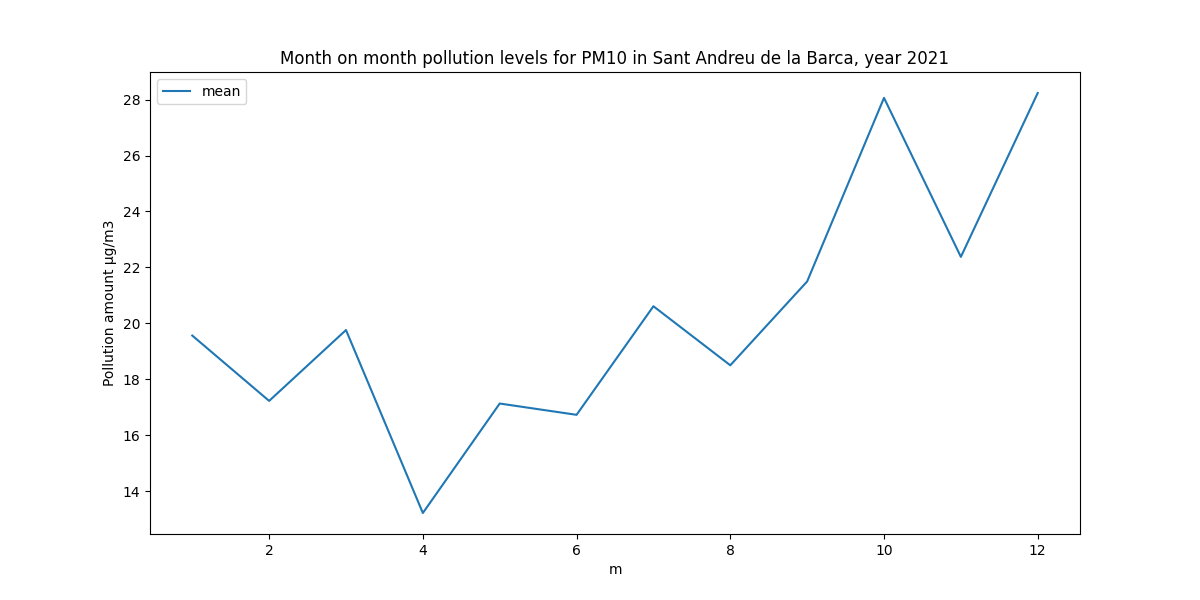 Month on month pollution levels for PM10 in Sant Andreu de la Barca, year 2021
mean
28
26
24
22
20
18
16
14
Pollution amount µg/m3
2 4 6 8 10 12
m